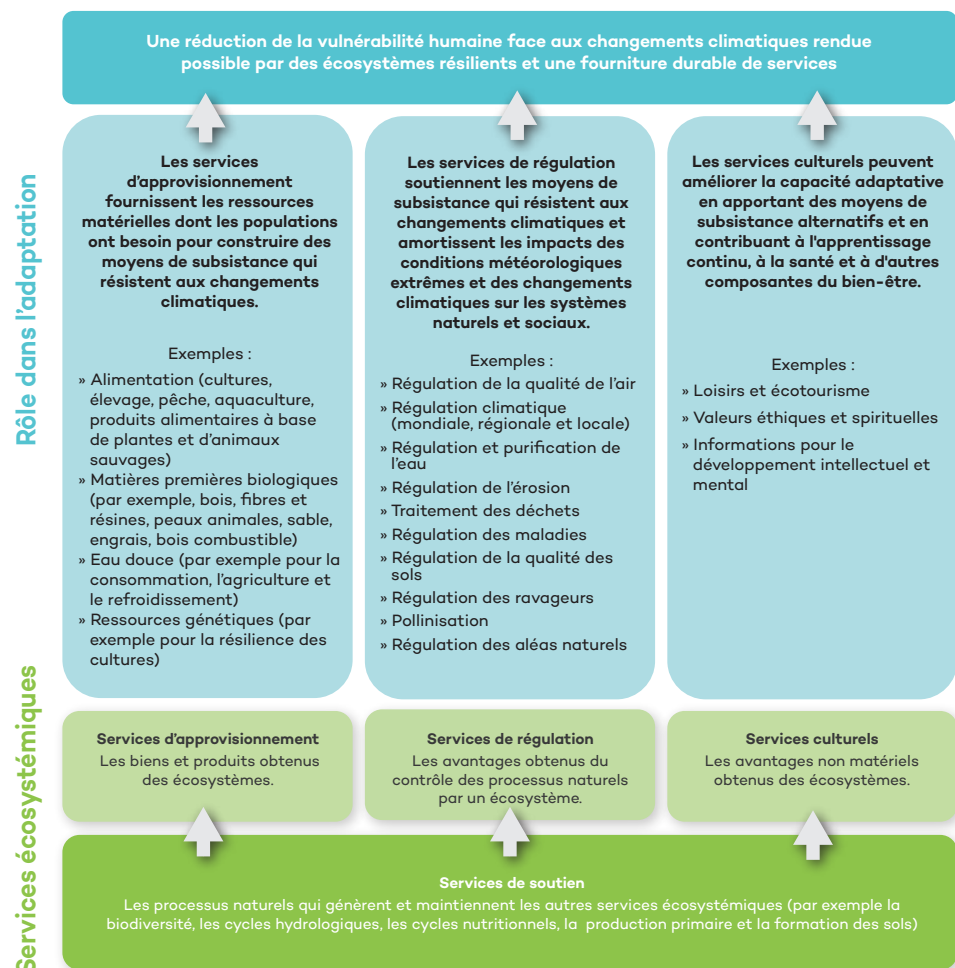 Une réduction de la vulnérabilité humaine face aux changements climatiques rendue
possible par des écosystèmes résilients et une fourniture durable de services
Rôle dans l'adaptation
Les services
d'approvisionnement
fournissent les ressources
matérielles dont les populations
ont besoin pour construire des
moyens de subsistance qui
résistent aux changements
climatiques.
Exemples :
» Alimentation (cultures,
élevage, pêche, aquaculture,
produits alimentaires à base
de plantes et d'animaux
sauvages)
» Matières premières biologiques
(par exemple, bois, fibres et
résines, peaux animales, sable,
engrais, bois combustible)
» Eau douce (par exemple pour la
consommation, l'agriculture et
le refroidissement)
» Ressources génétiques (par
exemple pour la résilience des
cultures)
Les services de régulation
soutiennent les moyens de
subsistance qui résistent aux
changements climatiques et
amortissent les impacts des
conditions météorologiques
extrêmes et des changements
climatiques sur les systèmes
naturels et sociaux.
Exemples :
» Régulation de la qualité de l'air
» Régulation climatique
(mondiale, régionale et locale)
» Régulation et purification de
l'eau
» Régulation de l'érosion
» Traitement des déchets
» Régulation des maladies
» Régulation de la qualité des
sols
» Régulation des ravageurs
» Pollinisation
» Régulation des aléas naturels
Les services culturels peuvent
améliorer la capacité adaptative
en apportant des moyens de
subsistance alternatifs et en
contribuant à l'apprentissage
continu, à la santé et à d'autres
composantes du bien-être.
Exemples :
» Loisirs et écotourisme
» Valeurs éthiques et spirituelles
» Informations pour le
développement intellectuel et
mental
Services écosystémiques
Services d'approvisionnement
Les biens et produits obtenus
des écosystèmes.
Services de régulation
Les avantages obtenus du
contrôle des processus naturels
par un écosystème.
Services culturels
Les avantages non matériels
obtenus des écosystèmes.
Services de soutien
Les processus naturels qui génèrent et maintiennent les autres services écosystémiques (par exemple la
biodiversité, les cycles hydrologiques, les cycles nutritionnels, la production primaire et la formation des sols)